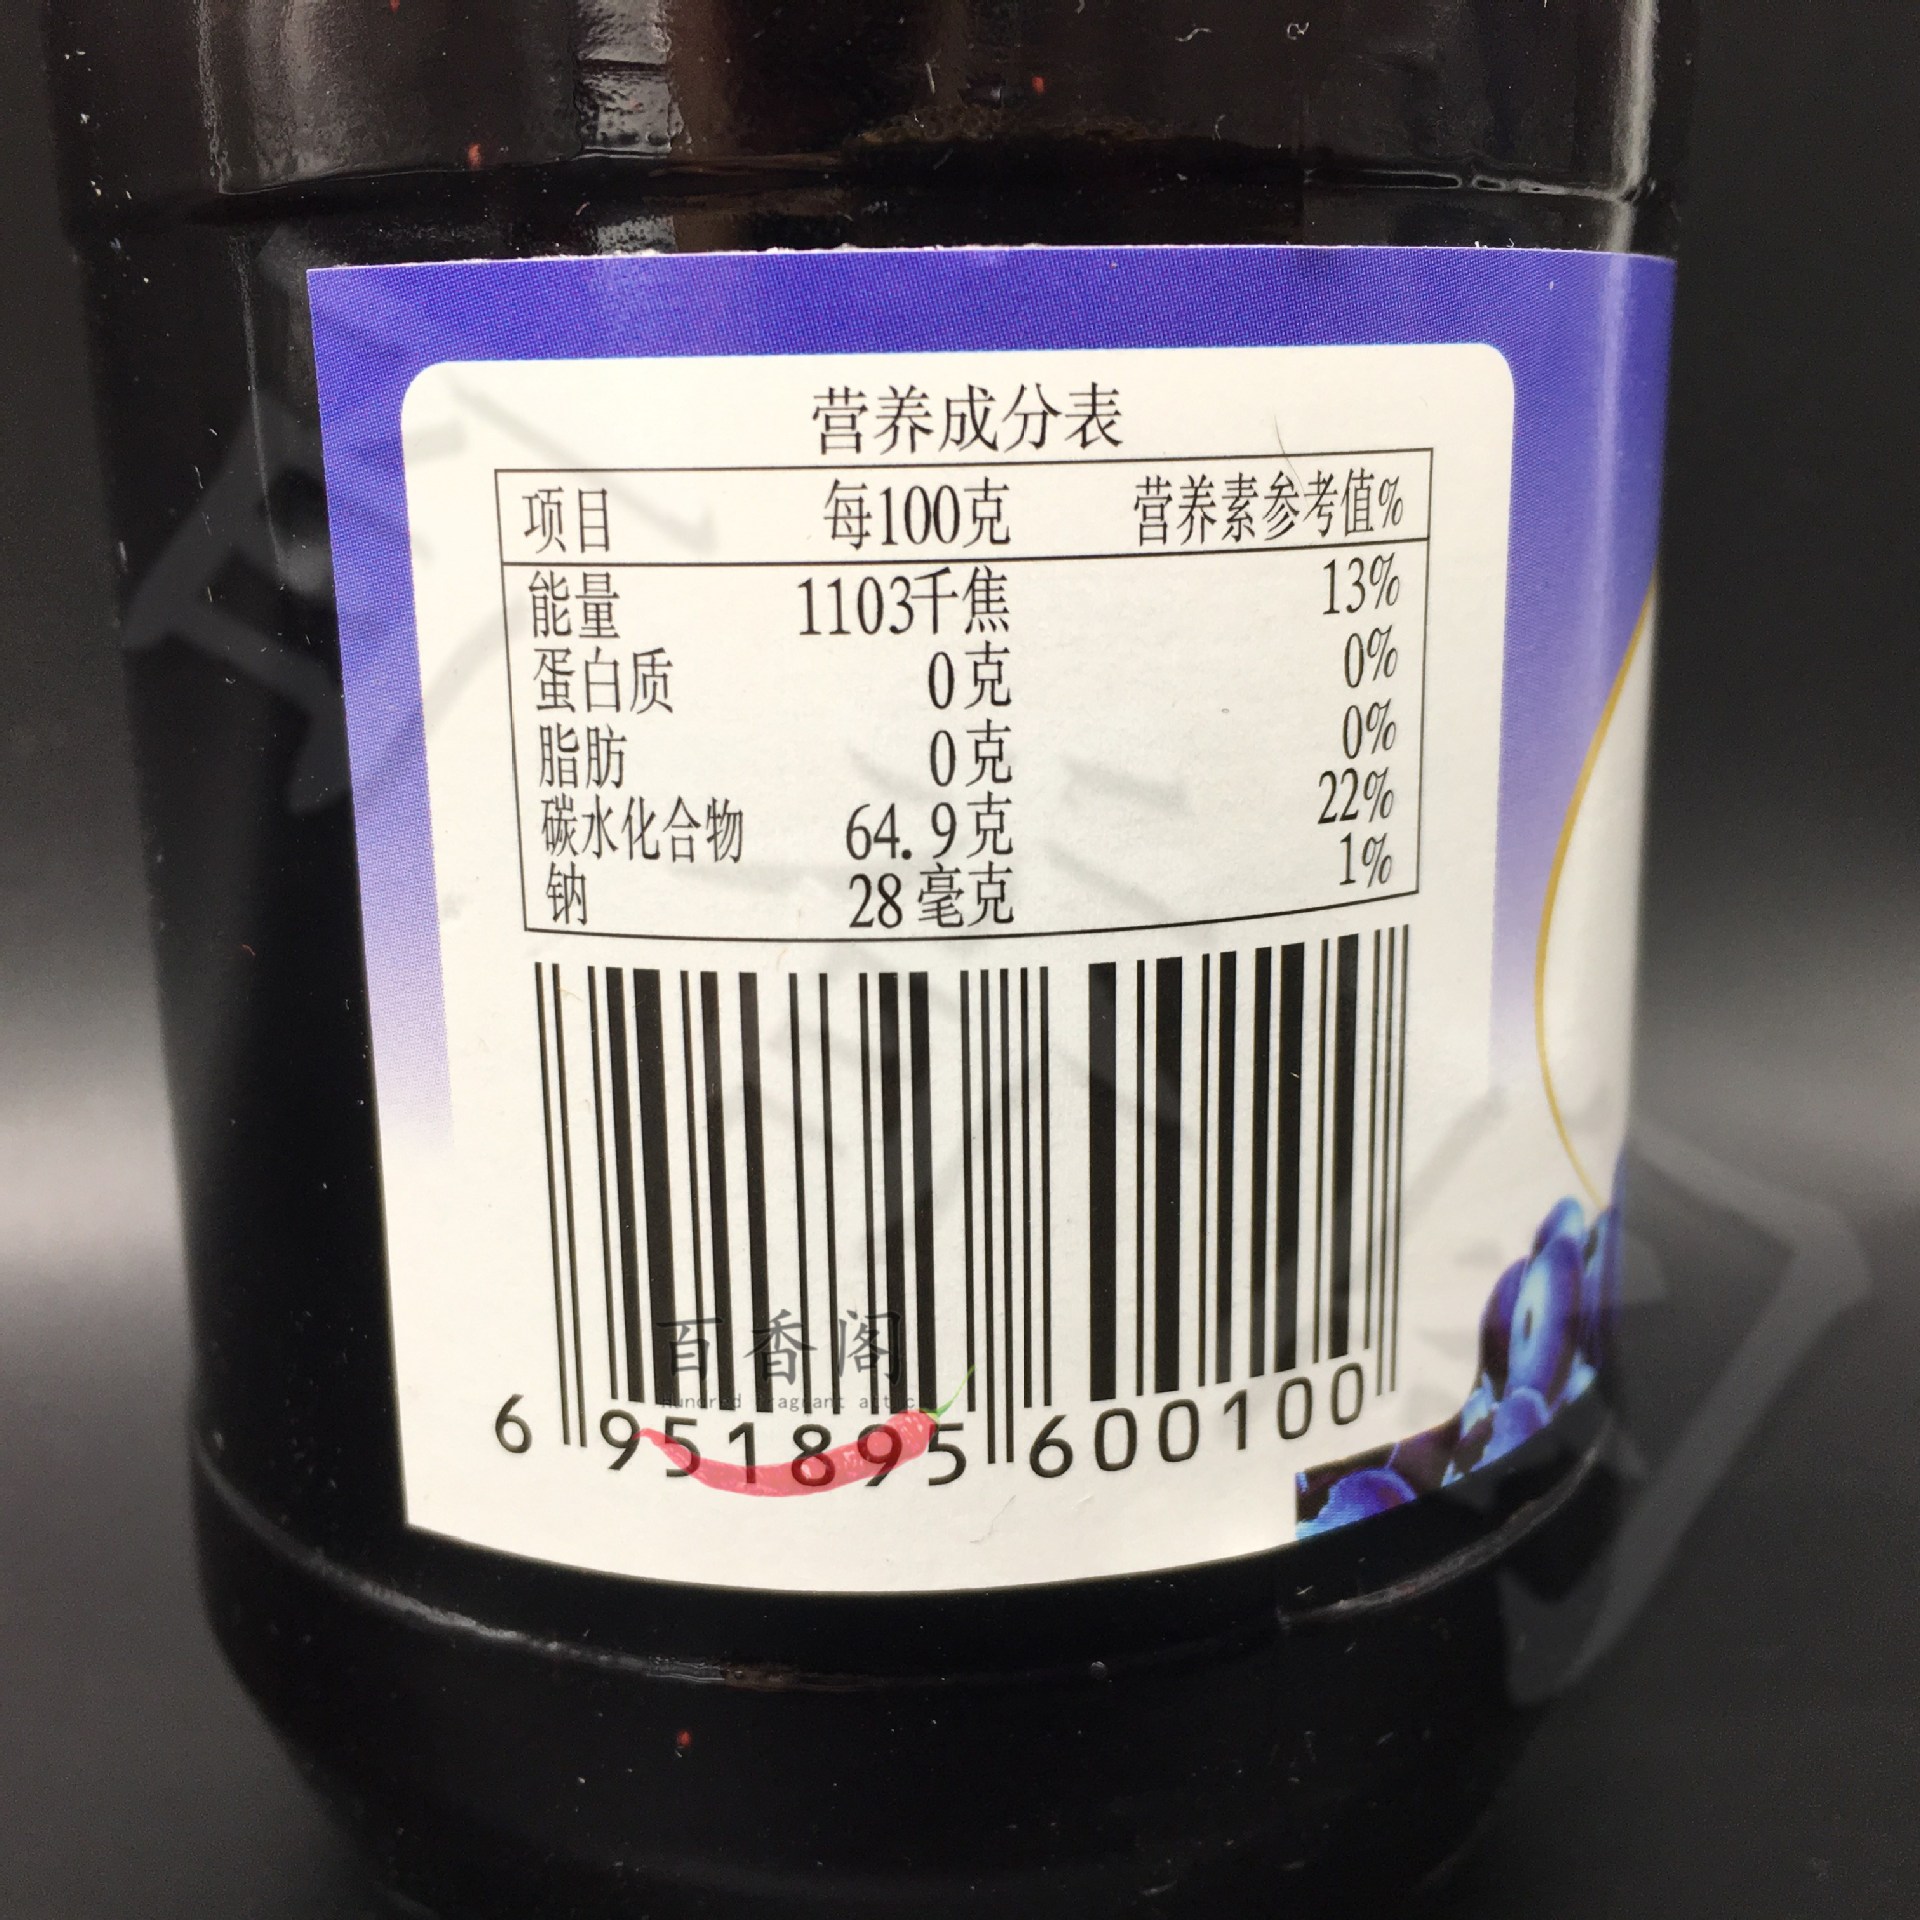 营养成分表
项目 每100克 营养素参考值%
能量 1103千焦 13%
蛋白质 0克 0%
脂肪 0克 0%
碳水化合物 64.9克 22%
钠 28毫克 1%
百香阁
Hundred fragrant attic
6 951895 600100